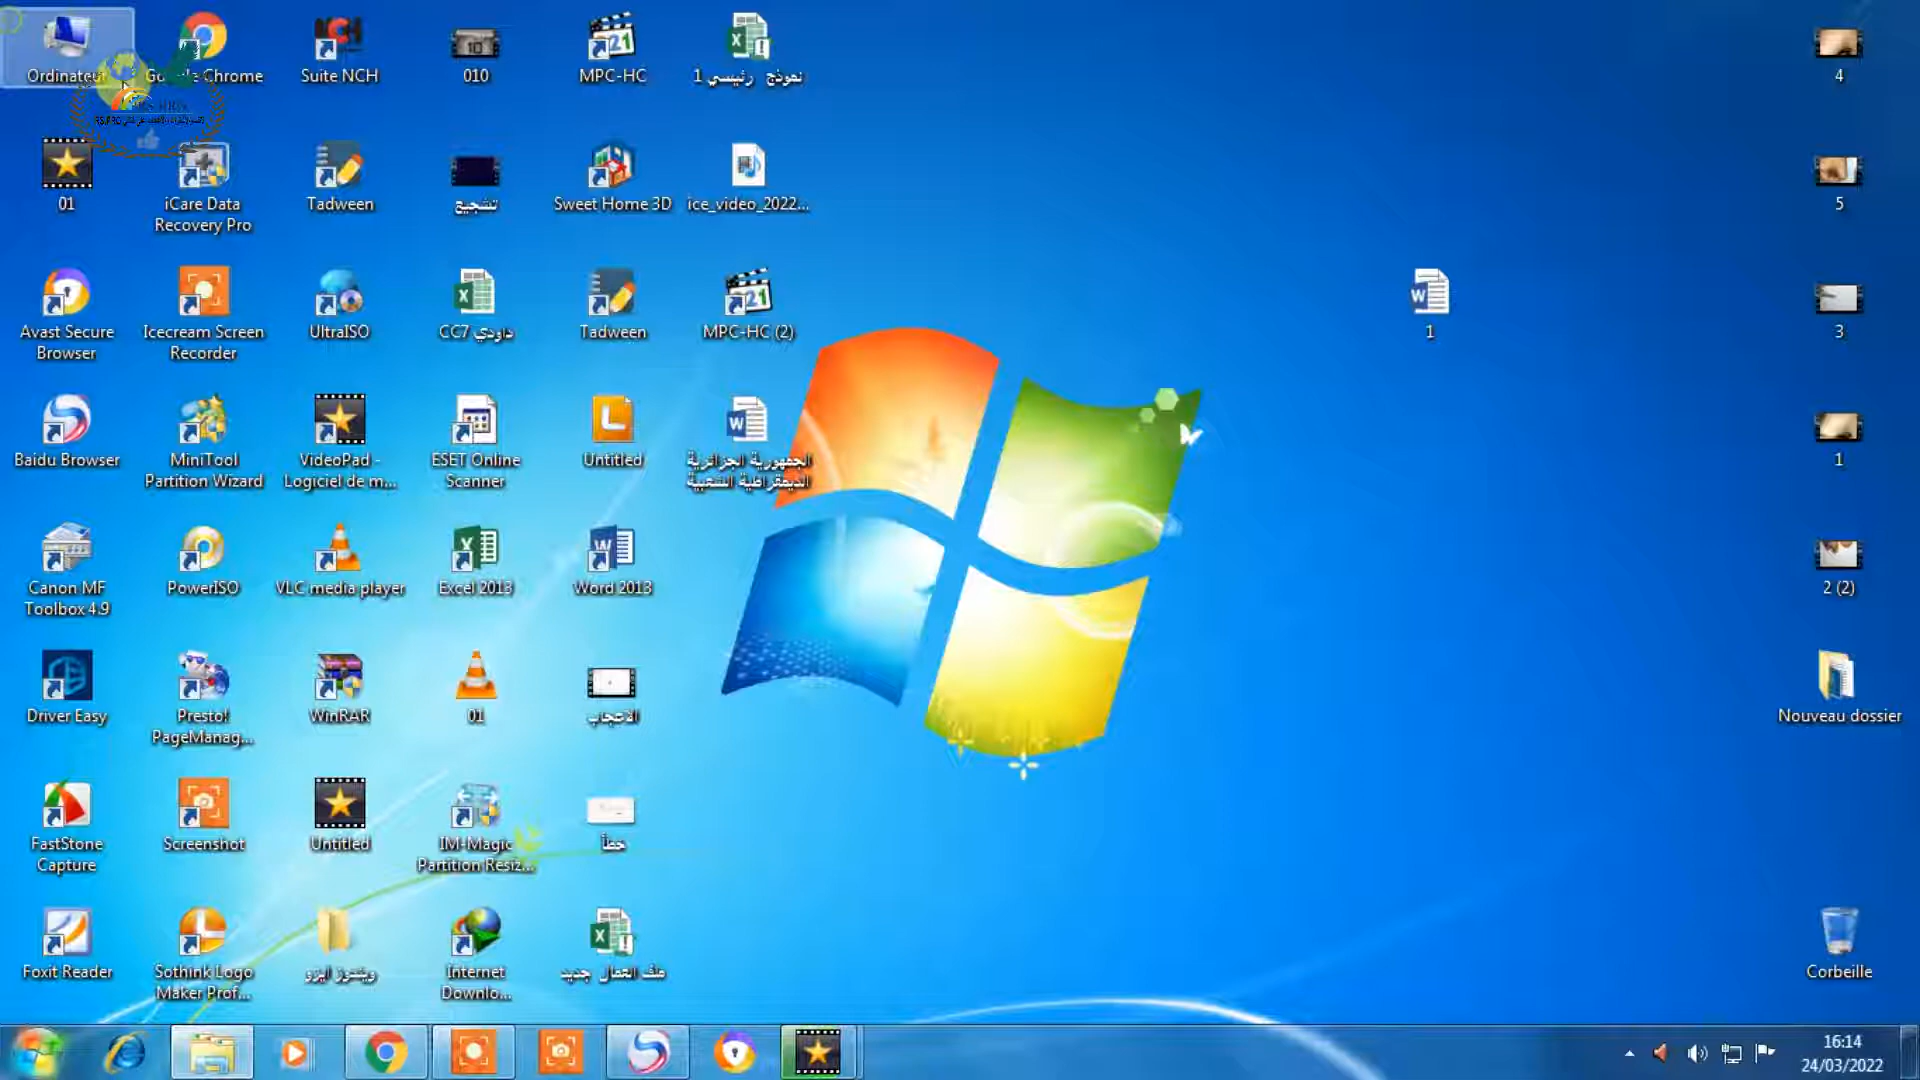 Ordinateur
Google Chrome
Suite NCH
010
MPC-HC
نموذج رئيسي 1
4
RS.PRO
01
iCare Data
Recovery Pro
Tadween
تشجيع
Sweet Home 3D
ice_video_2022...
5
Avast Secure
Browser
Icecream Screen
Recorder
UltraISO
CC7 داودي
Tadween
MPC-HC (2)
1
3
Baidu Browser
MiniTool
Partition Wizard
VideoPad -
Logiciel de m...
ESET Online
Scanner
Untitled
الجمهورية الجزائرية
الديمقراطية الشعبية
1
Canon MF
Toolbox 4.9
PowerISO
VLC media player
Excel 2013
Word 2013
2 (2)
Driver Easy
Presto!
PageManag...
WinRAR
01
الاعجاب
Nouveau dossier
FastStone
Capture
Screenshot
Untitled
IM-Magic
Partition Resiz...
خطأ
Foxit Reader
Sothink Logo
Maker Prof...
ويندوز ايزو
Internet
Downlo...
ملف العمال جديد
Corbeille
16:14
24/03/2022